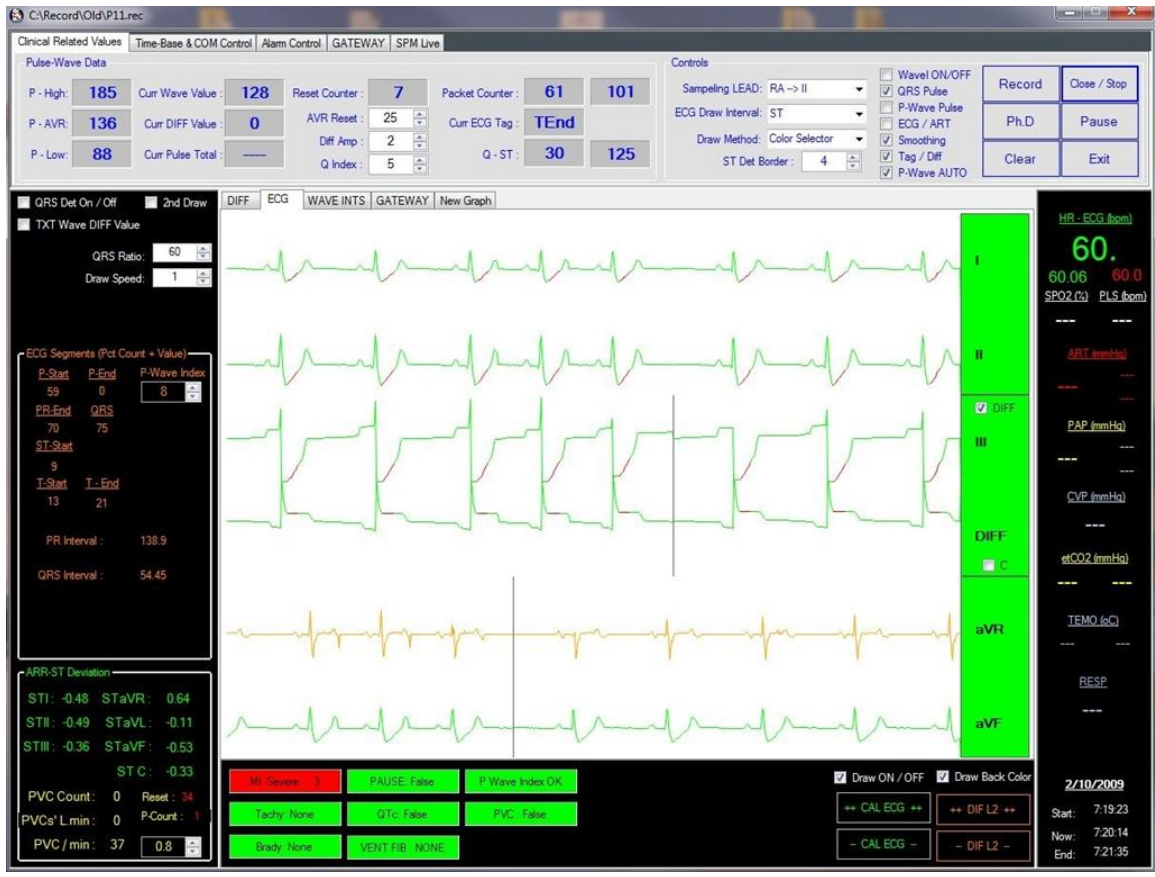 C:\Record\Old\P11.rec
Clinical Related Values Time-Base & COM Control Alarm Control GATEWAY SPM Live
Pulse-Wave Data
P - High: 185 Curr Wave Value : 128 Reset Counter : 7 Packet Counter : 61 101
P - AVR: 136 Curr DIFF Value : 0 AVR Reset : 25 Curr ECG Tag : TEnd
Diff Amp : 2
P - Low: 88 Curr Pulse Total : ---- Q Index : 5 Q - ST : 30 125
Controls
Sampeling LEAD: RA --> II
ECG Draw Interval: ST
Draw Method: Color Selector
ST Det Border : 4
Wavel ON/OFF
QRS Pulse
P-Wave Pulse
ECG / ART
Smoothing
Tag / Diff
P-Wave AUTO
Record Close / Stop
Ph.D Pause
Clear Exit
QRS Det On / Off 2nd Draw
TXT Wave DIFF Value
QRS Ratio: 60
Draw Speed: 1
ECG Segments (Pct Count + Value)
P-Start P-End P-Wave Index
59 0 8
PR-End QRS
70 75
ST-Start
9
T-Start T - End
13 21
PR Interval : 138.9
QRS Interval : 54.45
ARR-ST Deviation
STI : -0.48 STaVR : 0.64
STII : -0.49 STaVL : -0.11
STIII : -0.36 STaVF : -0.53
ST C : -0.33
PVC Count : 0 Reset : 34
PVCs' L.min : 0 P-Count : 1
PVC / min : 37 0.8
DIFF ECG WAVE INTS GATEWAY New Graph
I
II
DIFF
III
DIFF
C
aVR
aVF
MI: Severe - 3 PAUSE: False P Wave Index OK
Tachy: None QTc: False PVC : False
Brady: None VENT FIB : NONE
Draw ON / OFF Draw Back Color
++ CAL ECG ++ ++ DIF L2 ++
- CAL ECG - - DIF L2 -
HR - ECG (bpm)
60.
60.06 60.0
SPO2 (%) PLS (bpm)
--- ---
ART (mmHg)
--- --- ---
PAP (mmHg)
--- --- ---
CVP (mmHg)
---
etCO2 (mmHg)
--- ---
TEMO (oC)
--- ---
RESP
---
2/10/2009
Start: 7:19:23
Now: 7:20:14
End: 7:21:35